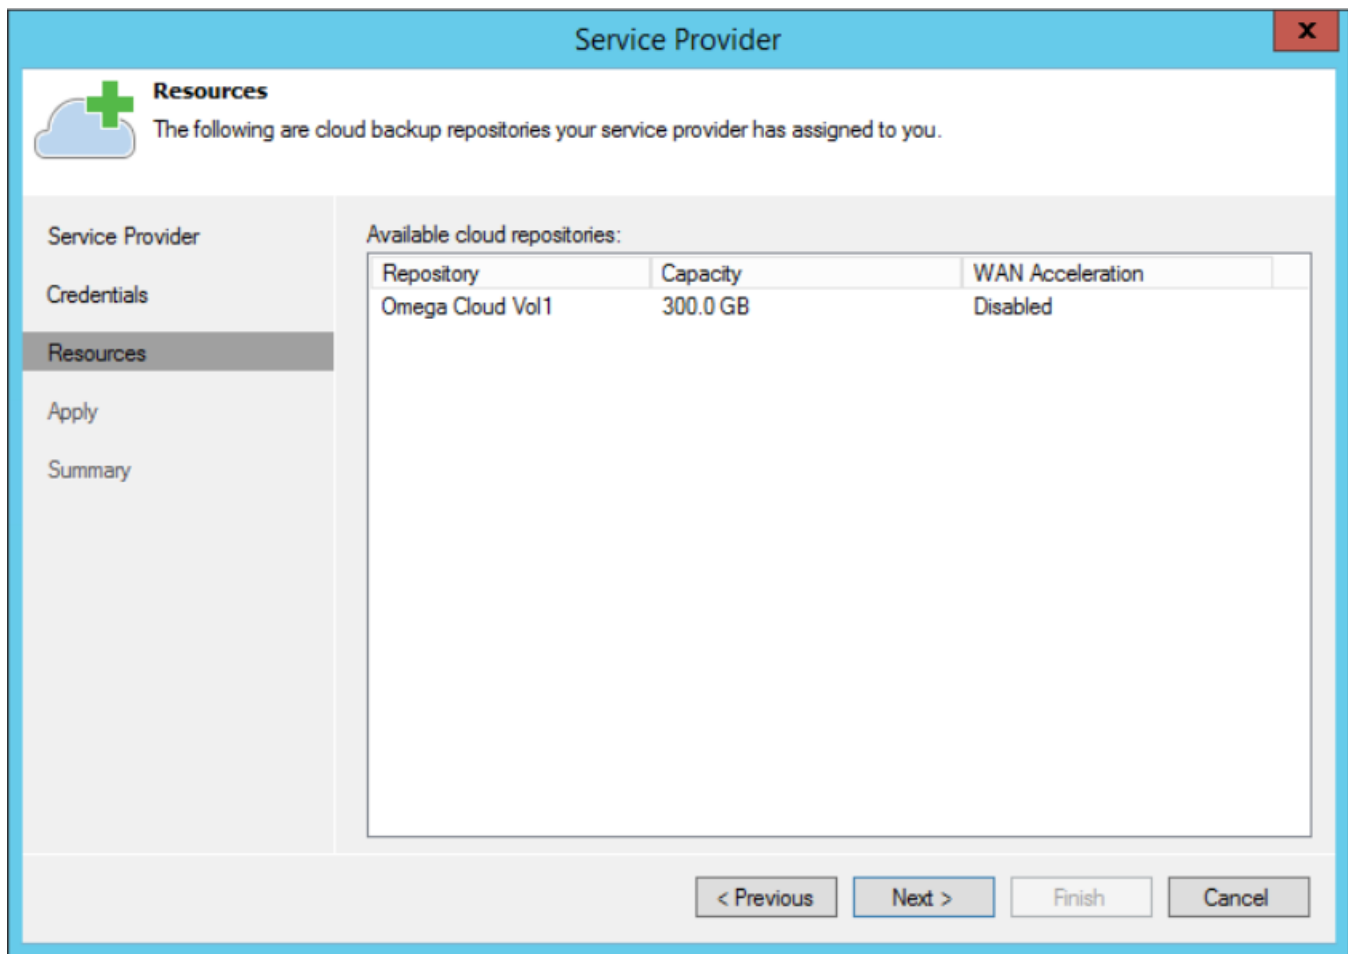 Service Provider
x
Resources
The following are cloud backup repositories your service provider has assigned to you.
Service Provider
Credentials
Resources
Apply
Summary
Available cloud repositories:
Repository Capacity WAN Acceleration
Omega Cloud Vol1 300.0 GB Disabled
< Previous Next > Finish Cancel